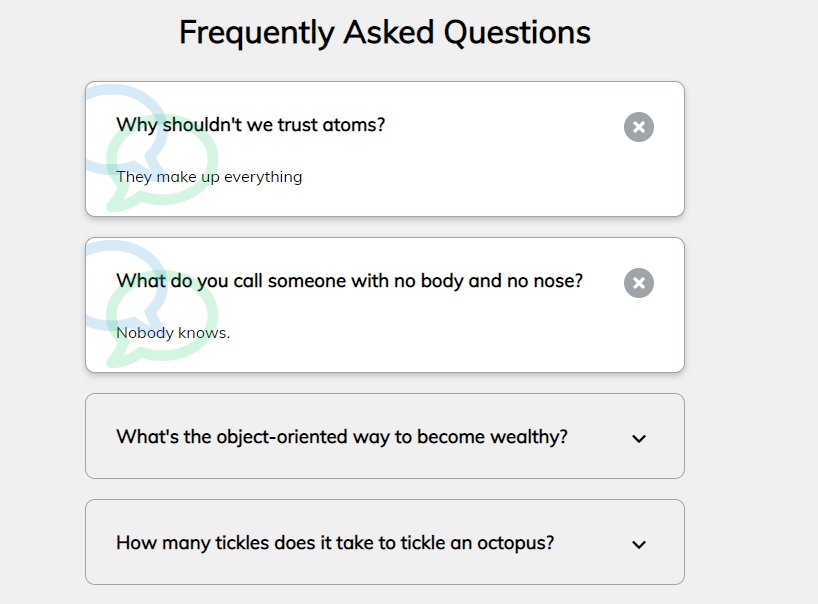 Frequently Asked Questions
Why shouldn't we trust atoms?
They make up everything
What do you call someone with no body and no nose?
Nobody knows.
What's the object-oriented way to become wealthy?
How many tickles does it take to tickle an octopus?